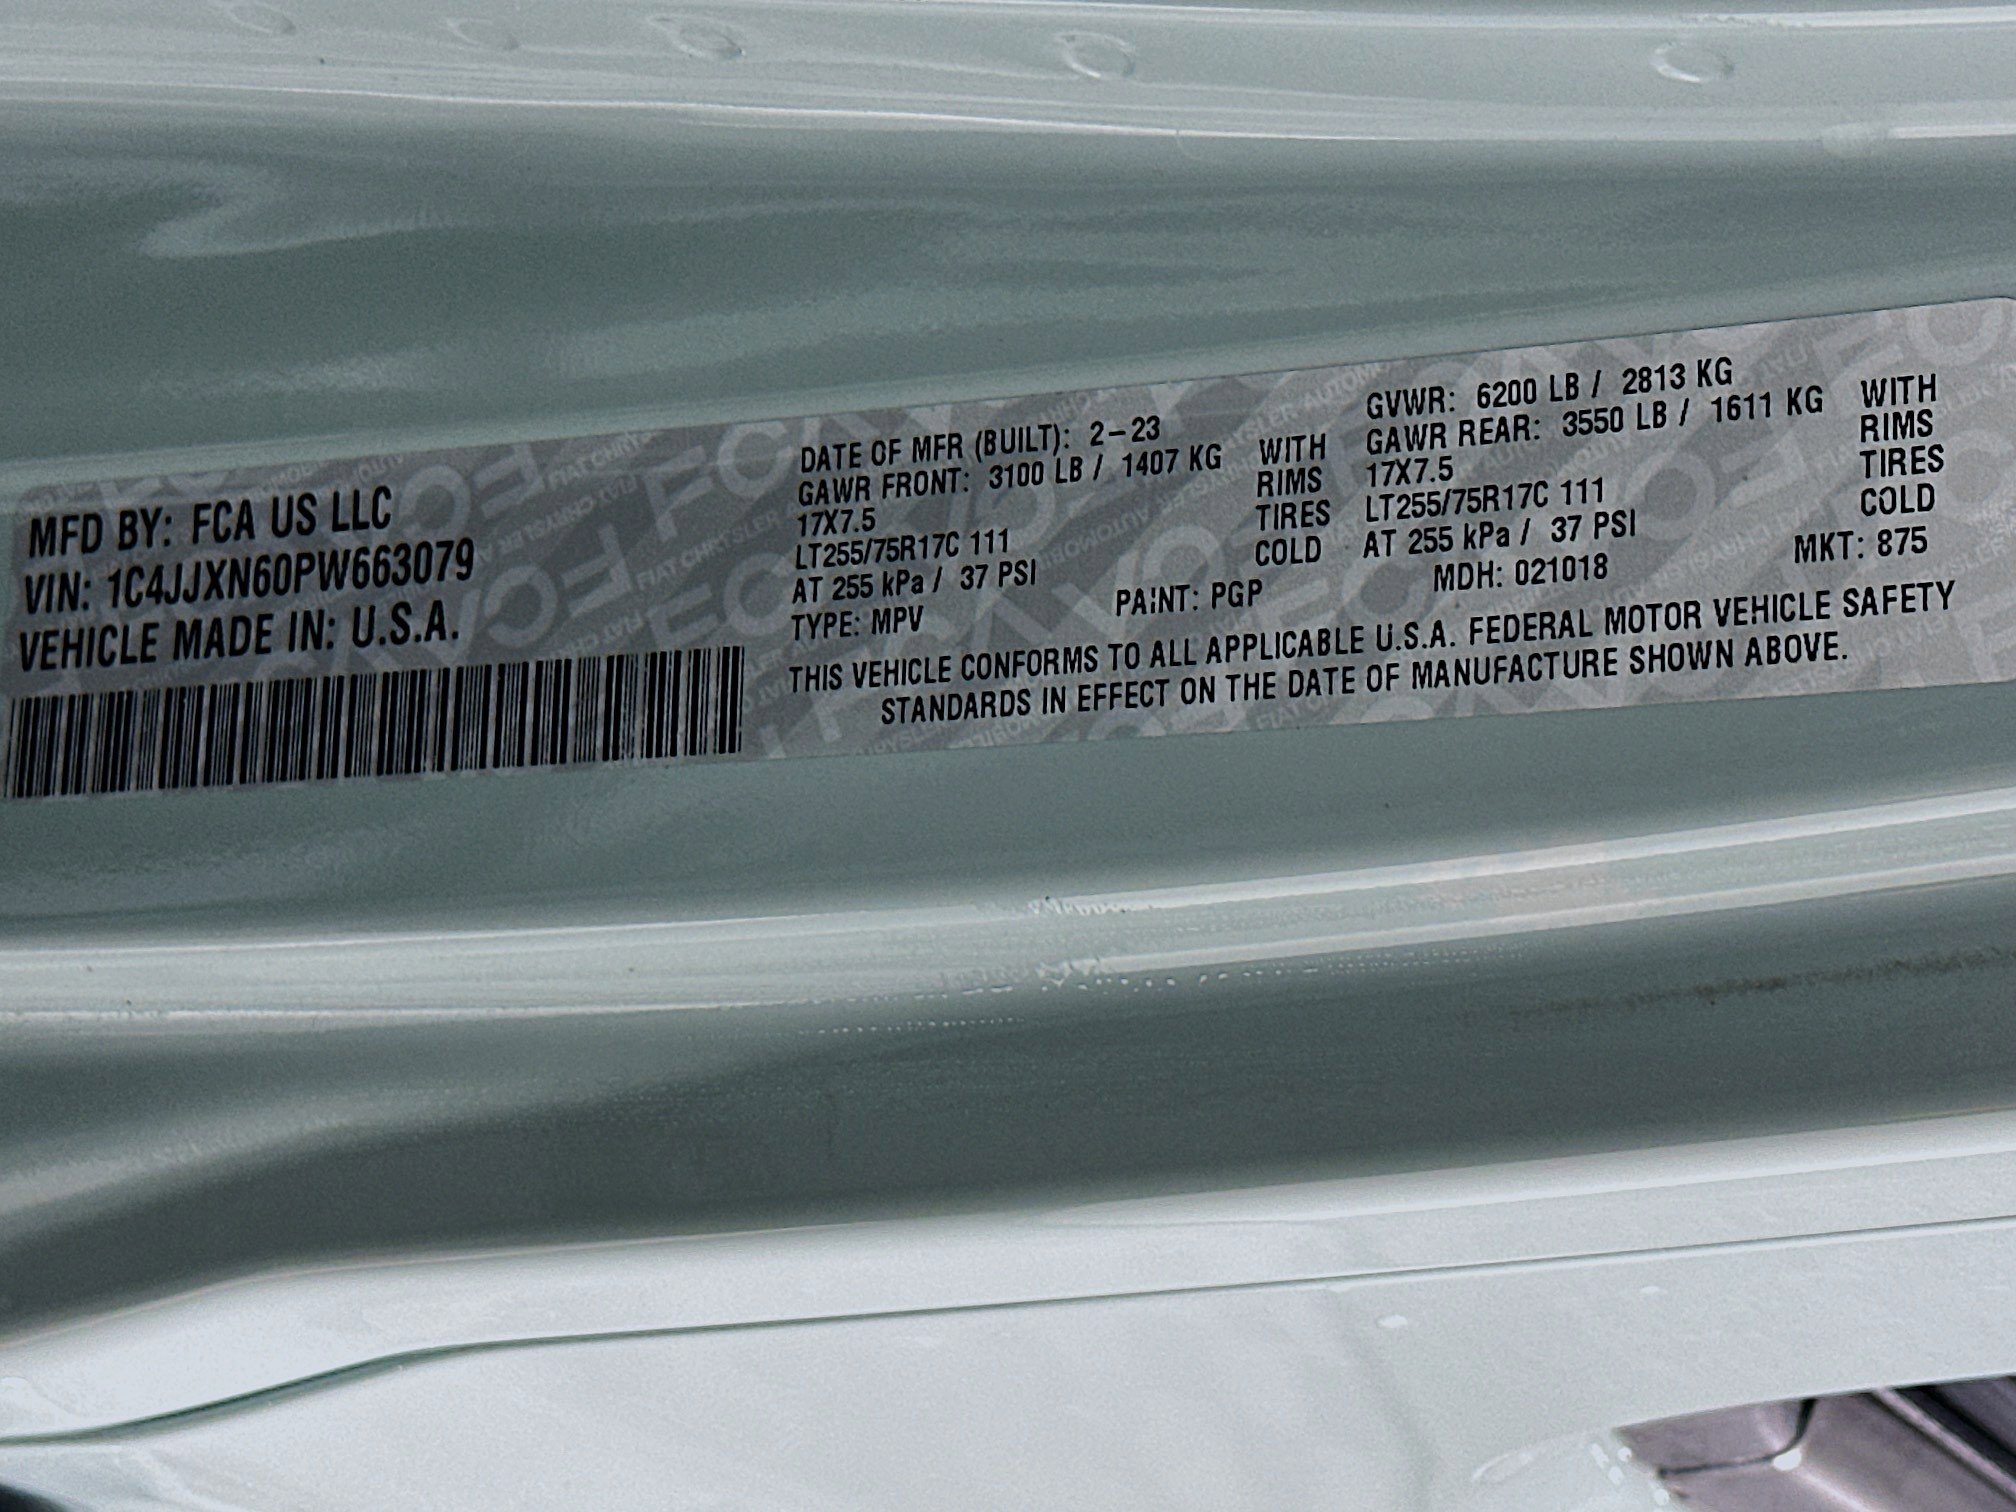 MFD BY: FCA US LLC
VIN: 1C4JJXN60PW663079
VEHICLE MADE IN: U.S.A.
DATE OF MFR (BUILT): 2-23
GAWR FRONT: 3100 LB / 1407 KG WITH
17X7.5 RIMS
LT255/75R17C 111 TIRES
AT 255 kPa / 37 PSI COLD
GVWR: 6200 LB / 2813 KG
GAWR REAR: 3550 LB / 1611 KG WITH
17X7.5 RIMS
LT255/75R17C 111 TIRES
AT 255 kPa / 37 PSI COLD
TYPE: MPV PAINT: PGP MDH: 021018 MKT: 875
THIS VEHICLE CONFORMS TO ALL APPLICABLE U.S.A. FEDERAL MOTOR VEHICLE SAFETY
STANDARDS IN EFFECT ON THE DATE OF MANUFACTURE SHOWN ABOVE.